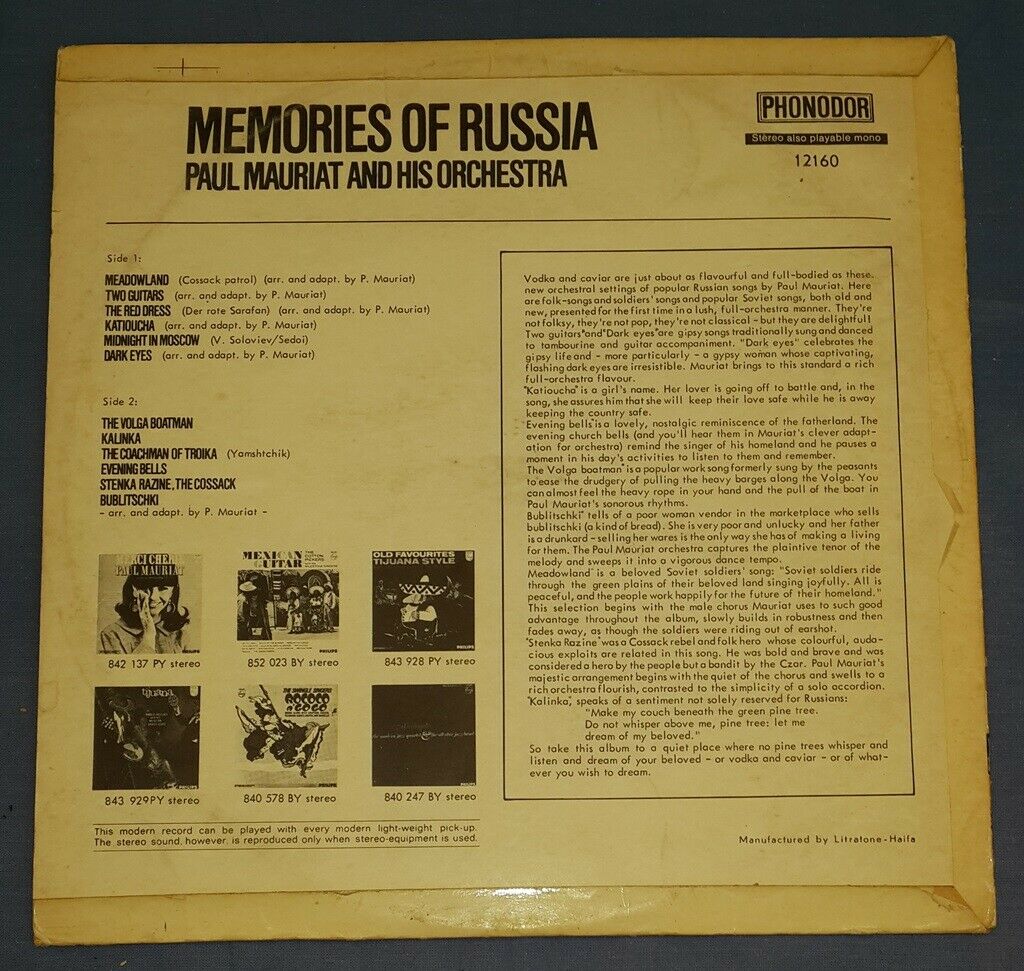 MEMORIES OF RUSSIA
PAUL MAURIAT AND HIS ORCHESTRA
PHONODOR
Stereo also playable mono
12160
Side 1:
MEADOWLAND (Cossack patrol) (arr. and adapt. by P. Mauriat)
TWO GUITARS (arr. and adapt. by P. Mauriat)
THE RED DRESS (Der rote Sarafan) (arr. and adapt. by P. Mauriat)
KATIOUCHA (arr. and adapt. by P. Mauriat)
MIDNIGHT IN MOSCOW (V. Soloviev/Sedoi)
DARK EYES (arr. and adapt. by P. Mauriat)
Side 2:
THE VOLGA BOATMAN
KALINKA
THE COACHMAN OF TROIKA (Yamshtchik)
EVENING BELLS
STENKA RAZINE, THE COSSACK
BUBLITSCHKI
- arr. and adapt. by P. Mauriat -
MERCI CHERI
PAUL MAURIAT
842 137 PY stereo
MEXICAN
GUITAR
PHILIPS
852 023 BY stereo
OLD FAVOURITES
TIJUANA STYLE
PHILIPS
843 928 PY stereo
tijuana
843 929PY stereo
THE SWINGLE SINGERS
ROCOCO
A GOGO
840 578 BY stereo
840 247 BY stereo
This modern record can be played with every modern light-weight pick-up.
The stereo sound, however, is reproduced only when stereo-equipment is used.
Vodka and caviar are just about as flavourful and full-bodied as these
new orchestral settings of popular Russian songs by Paul Mauriat. Here
are folk-songs and soldiers' songs and popular Soviet songs, both old and
new, presented for the first time in a lush, full-orchestra manner. They're
not folksy, they're not pop, they're not classical - but they are delightful!
Two guitars" and "Dark eyes" are gipsy songs traditionally sung and danced
to tambourine and guitar accompaniment. "Dark eyes" celebrates the
gipsy life and - more particularly - a gypsy woman whose captivating,
flashing dark eyes are irresistible. Mauriat brings to this standard a rich
full-orchestra flavour.
"Katioucha" is a girl's name. Her lover is going off to battle and, in the
song, she assures him that she will keep their love safe while he is away
keeping the country safe.
Evening bells" is a lovely, nostalgic reminiscence of the fatherland. The
evening church bells (and you'll hear them in Mauriat's clever adapt-
ation for orchestra) remind the singer of his homeland and he pauses a
moment in his day's activities to listen to them and remember.
The Volga boatman" is a popular work song formerly sung by the peasants
to ease the drudgery of pulling the heavy barges along the Volga. You
can almost feel the heavy rope in your hand and the pull of the boat in
Paul Mauriat's sonorous rhythms.
Bublitschki" tells of a poor woman vendor in the marketplace who sells
bublitschki (a kind of bread). She is very poor and unlucky and her father
is a drunkard - selling her wares is the only way she has of making a living
for them. The Paul Mauriat orchestra captures the plaintive tenor of the
melody and sweeps it into a vigorous dance tempo.
Meadowland" is a beloved Soviet soldiers' song: "Soviet soldiers ride
through the green plains of their beloved land singing joyfully. All is
peaceful, and the people work happily for the future of their homeland."
This selection begins with the male chorus Mauriat uses to such good
advantage throughout the album, slowly builds in robustness and then
fades away, as though the soldiers were riding out of earshot.
"Stenka Razine" was a Cossack rebel and folk hero whose colourful, auda-
cious exploits are related in this song. He was bold and brave and was
considered a hero by the people but a bandit by the Czar. Paul Mauriat's
majestic arrangement begins with the quiet of the chorus and swells to a
rich orchestra flourish, contrasted to the simplicity of a solo accordion.
"Kalinka", speaks of a sentiment not solely reserved for Russians:
"Make my couch beneath the green pine tree.
Do not whisper above me, pine tree: let me
dream of my beloved."
So take this album to a quiet place where no pine trees whisper and
listen and dream of your beloved - or vodka and caviar - or of what-
ever you wish to dream.
Manufactured by Litratone-Haifa